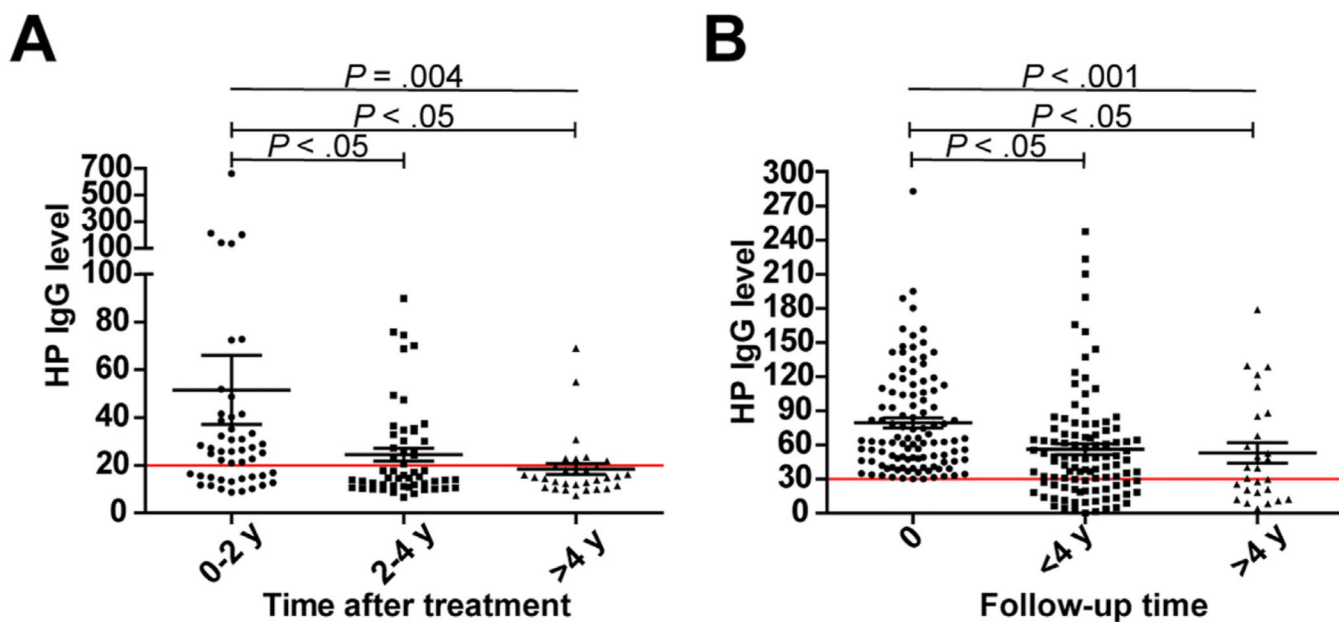 A
P = .004
P < .05
P < .05
HP IgG level
700
500
300
100
100
80
60
40
20
0
0-2 y
2-4 y
>4 y
Time after treatment
B
P < .001
P < .05
P < .05
HP IgG level
300
270
240
210
180
150
120
90
60
30
0
0
<4 y
>4 y
Follow-up time